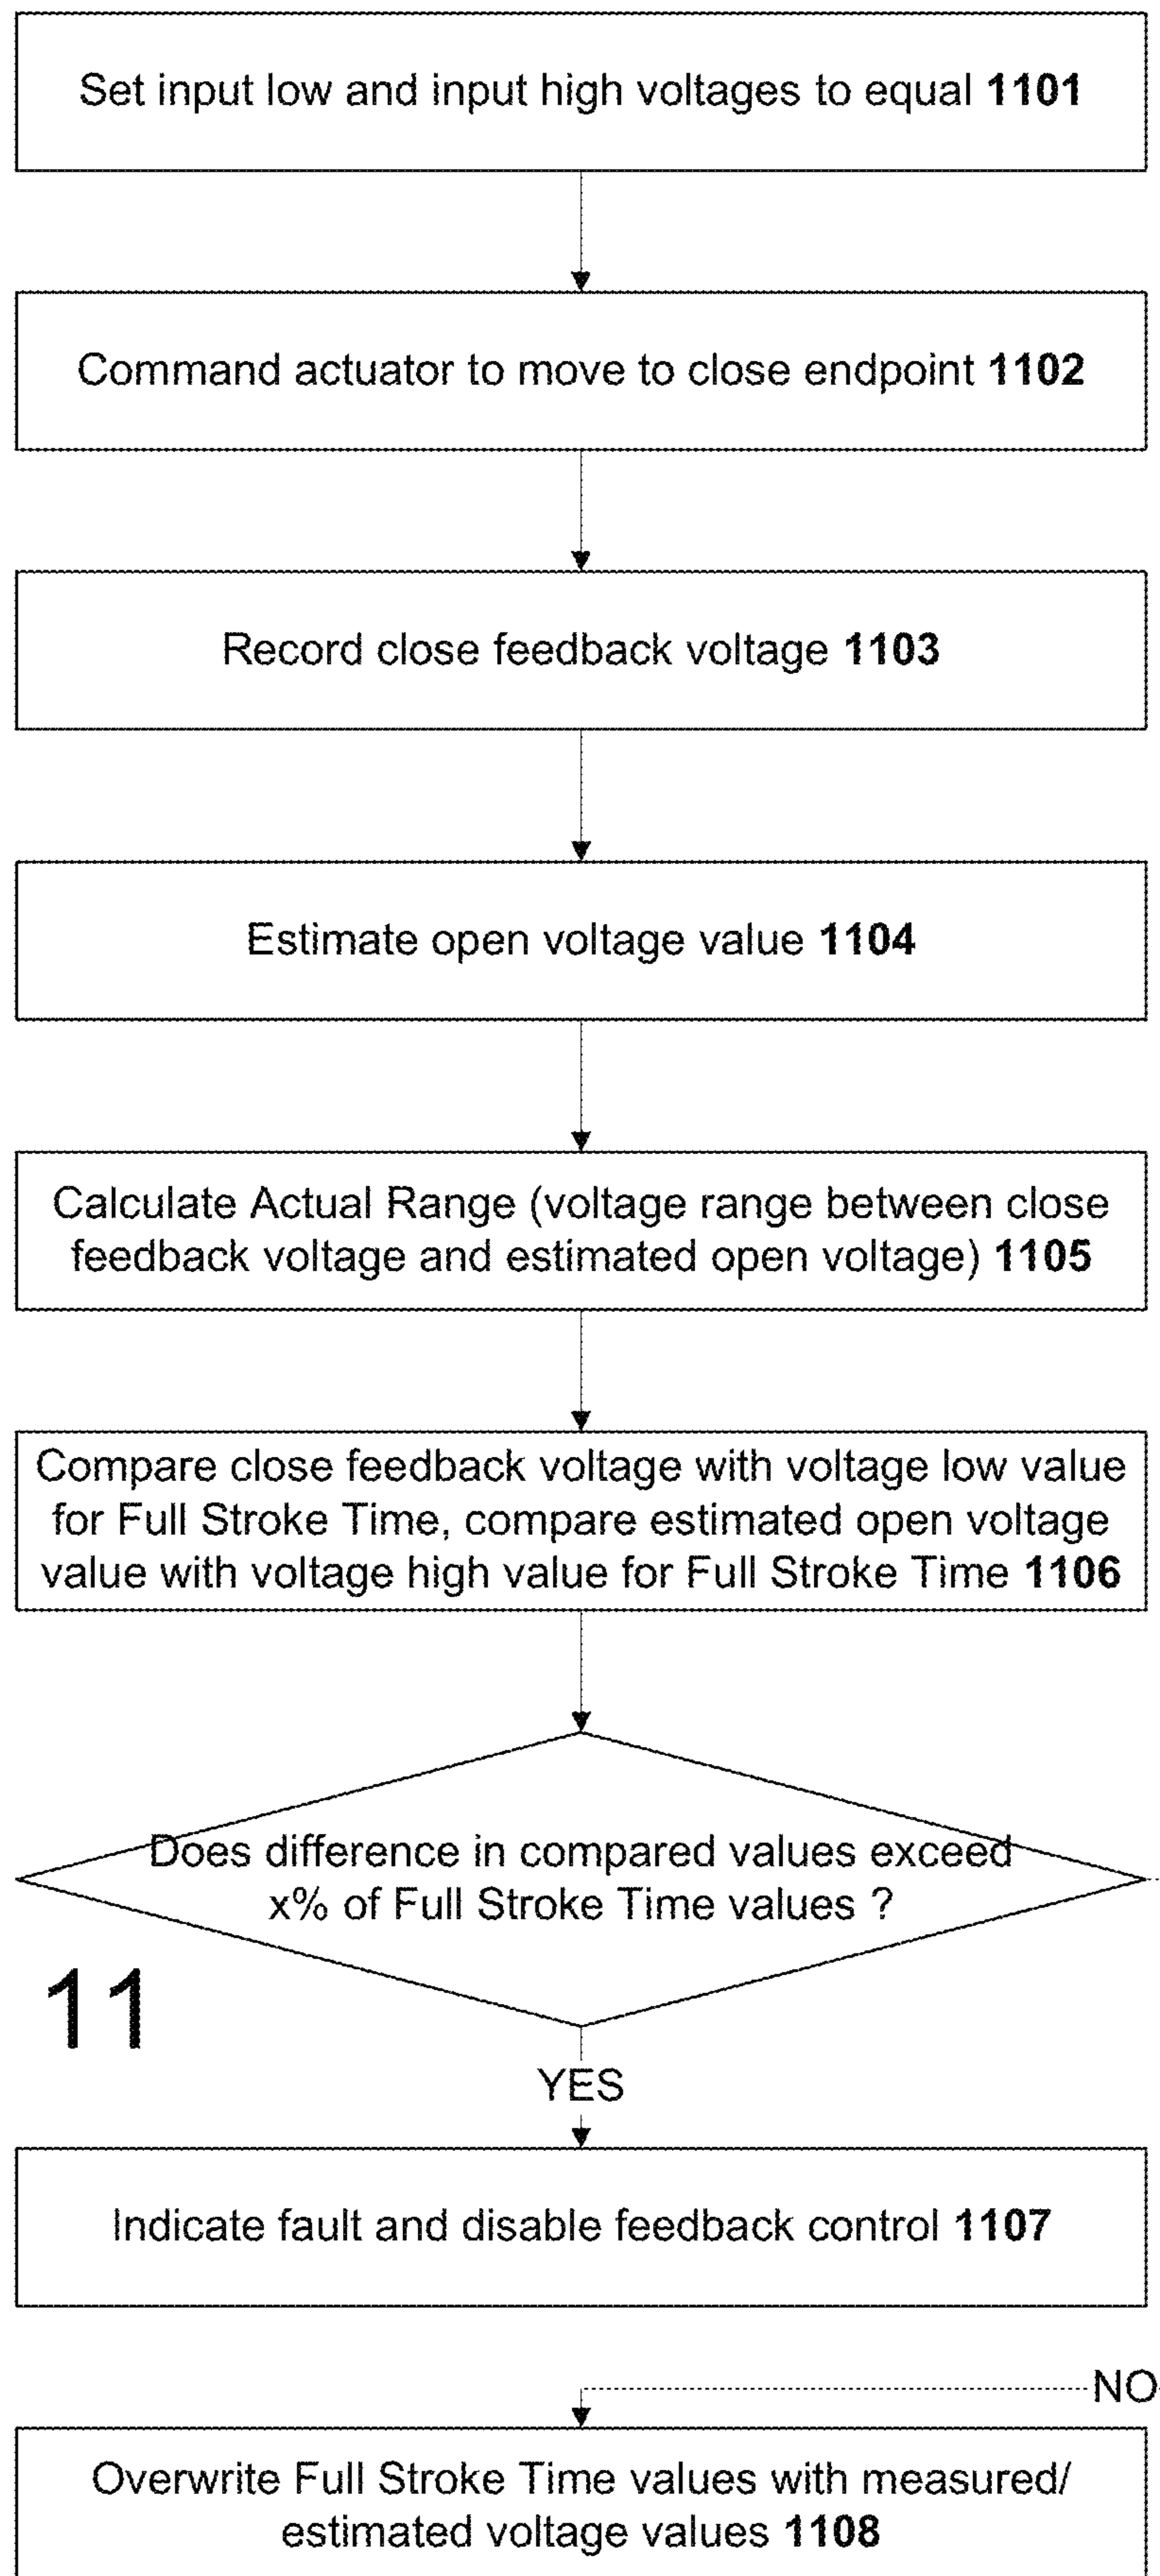 Set input low and input high voltages to equal 1101
Command actuator to move to close endpoint 1102
Record close feedback voltage 1103
Estimate open voltage value 1104
Calculate Actual Range (voltage range between close
feedback voltage and estimated open voltage) 1105
Compare close feedback voltage with voltage low value
for Full Stroke Time, compare estimated open voltage
value with voltage high value for Full Stroke Time 1106
Does difference in compared values exceed
x% of Full Stroke Time values ?
11
YES
Indicate fault and disable feedback control 1107
NO
Overwrite Full Stroke Time values with measured/
estimated voltage values 1108